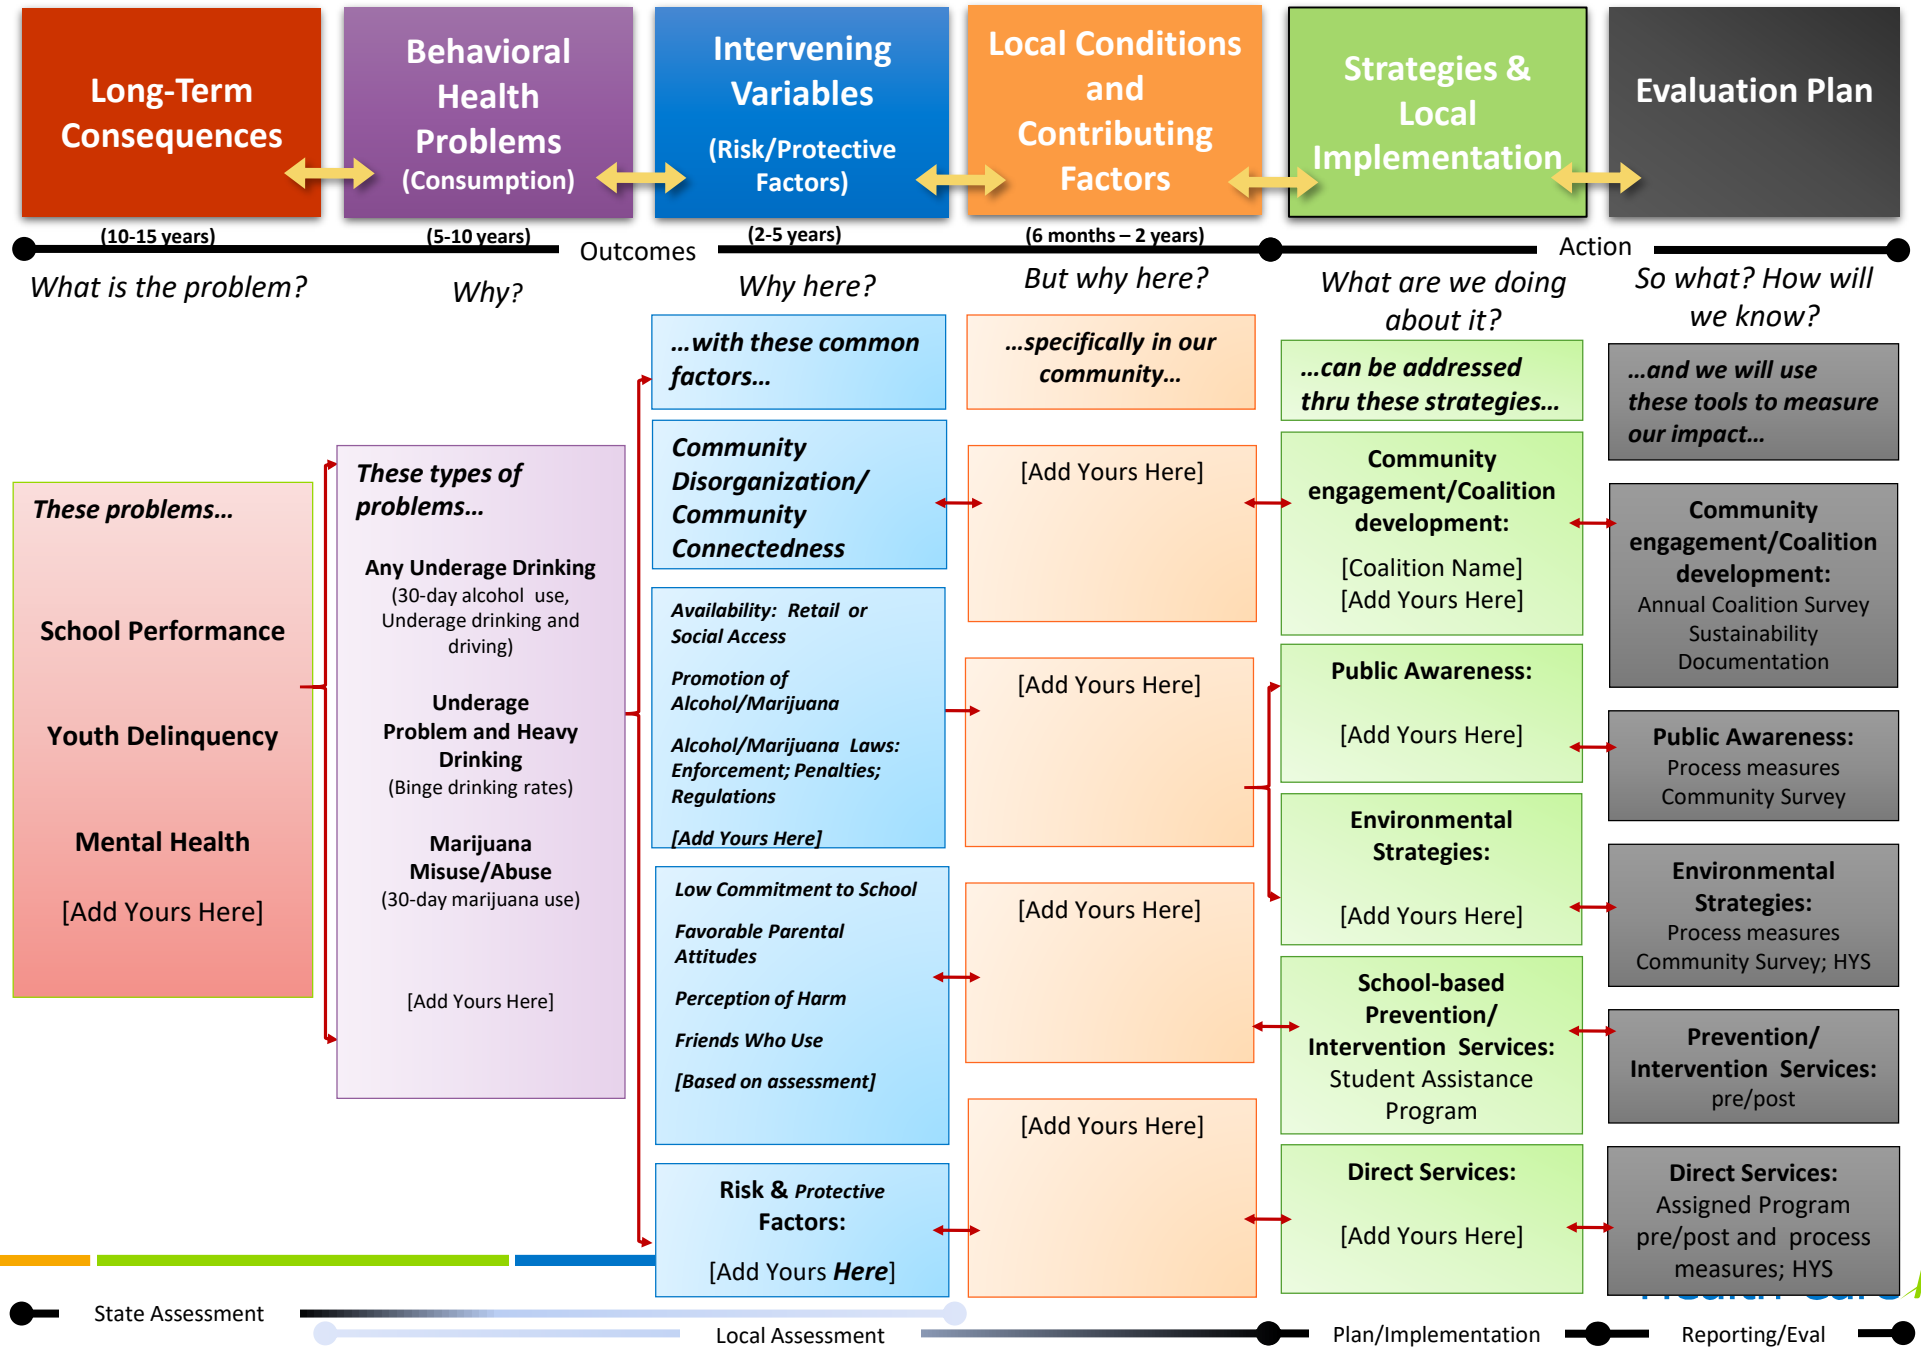 Long-Term
Consequences
Behavioral
Health
Problems
(Consumption)
Intervening
Variables
(Risk/Protective
Factors)
Local Conditions
and
Contributing
Factors
Strategies &
Local
Implementation
Evaluation Plan
(10-15 years)
(5-10 years)
(2-5 years)
(6 months – 2 years)
Outcomes
Action
What is the problem?
Why?
Why here?
But why here?
What are we doing
about it?
So what? How will
we know?
These problems...
School Performance
Youth Delinquency
Mental Health
[Add Yours Here]
These types of
problems...
Any Underage Drinking
(30-day alcohol use,
Underage drinking and
driving)
Underage
Problem and Heavy
Drinking
(Binge drinking rates)
Marijuana
Misuse/Abuse
(30-day marijuana use)
[Add Yours Here]
...with these common
factors...
Community
Disorganization/
Community
Connectedness
Availability: Retail or
Social Access
Promotion of
Alcohol/Marijuana
Alcohol/Marijuana Laws:
Enforcement; Penalties;
Regulations
[Add Yours Here]
Low Commitment to School
Favorable Parental
Attitudes
Perception of Harm
Friends Who Use
[Based on assessment]
Risk & Protective
Factors:
[Add Yours Here]
...specifically in our
community...
[Add Yours Here]
[Add Yours Here]
[Add Yours Here]
[Add Yours Here]
...can be addressed
thru these strategies...
Community
engagement/Coalition
development:
[Coalition Name]
[Add Yours Here]
Public Awareness:
[Add Yours Here]
Environmental
Strategies:
[Add Yours Here]
School-based
Prevention/
Intervention Services:
Student Assistance
Program
Direct Services:
[Add Yours Here]
...and we will use
these tools to measure
our impact...
Community
engagement/Coalition
development:
Annual Coalition Survey
Sustainability
Documentation
Public Awareness:
Process measures
Community Survey
Environmental
Strategies:
Process measures
Community Survey; HYS
Prevention/
Intervention Services:
pre/post
Direct Services:
Assigned Program
pre/post and process
measures; HYS
State Assessment
Local Assessment
Plan/Implementation
Reporting/Eval